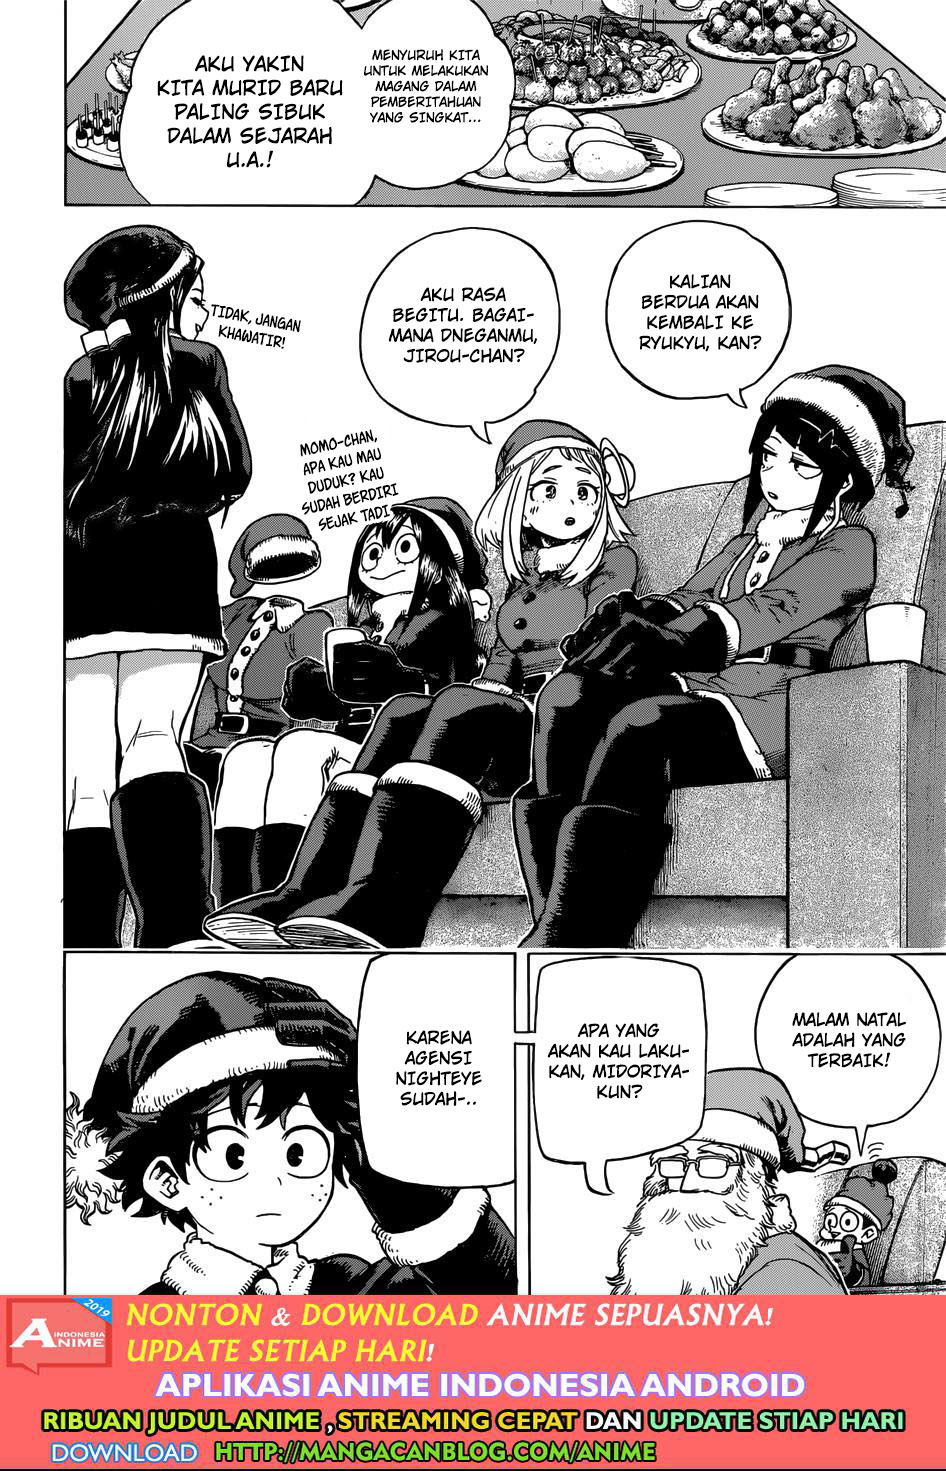 MENYURUH KITA
UNTUK MELAKUKAN
MAGANG DALAM
PEMBERITAHUAN
YANG SINGKAT...
AKU YAKIN
KITA MURID BARU
PALING SIBUK
DALAM SEJARAH
U.A.!
KALIAN
BERDUA AKAN
KEMBALI KE
RYUKYU, KAN?
AKU RASA
BEGITU. BAGAI-
MANA DNEGANMU,
JIROU-CHAN?
MOMO-CHAN,
APA KAU MAU
DUDUK? KAU
SUDAH BERDIRI
SEJAK TADI
TIDAK, JANGAN
KHAWATIR!
MALAM NATAL
ADALAH YANG
TERBAIK!
APA YANG
AKAN KAU LAKU-
KAN, MIDORIYA-
KUN?
KARENA
AGENSI
NIGHTEYE
SUDAH-..
2019
INDONESIA
ANIME
NONTON & DOWNLOAD ANIME SEPUASNYA!
UPDATE SETIAP HARI!
APLIKASI ANIME INDONESIA ANDROID
RIBUAN JUDUL ANIME , STREAMING CEPAT DAN UPDATE STIAP HARI
DOWNLOAD HTTP://MANGACANBLOG.COM/ANIME